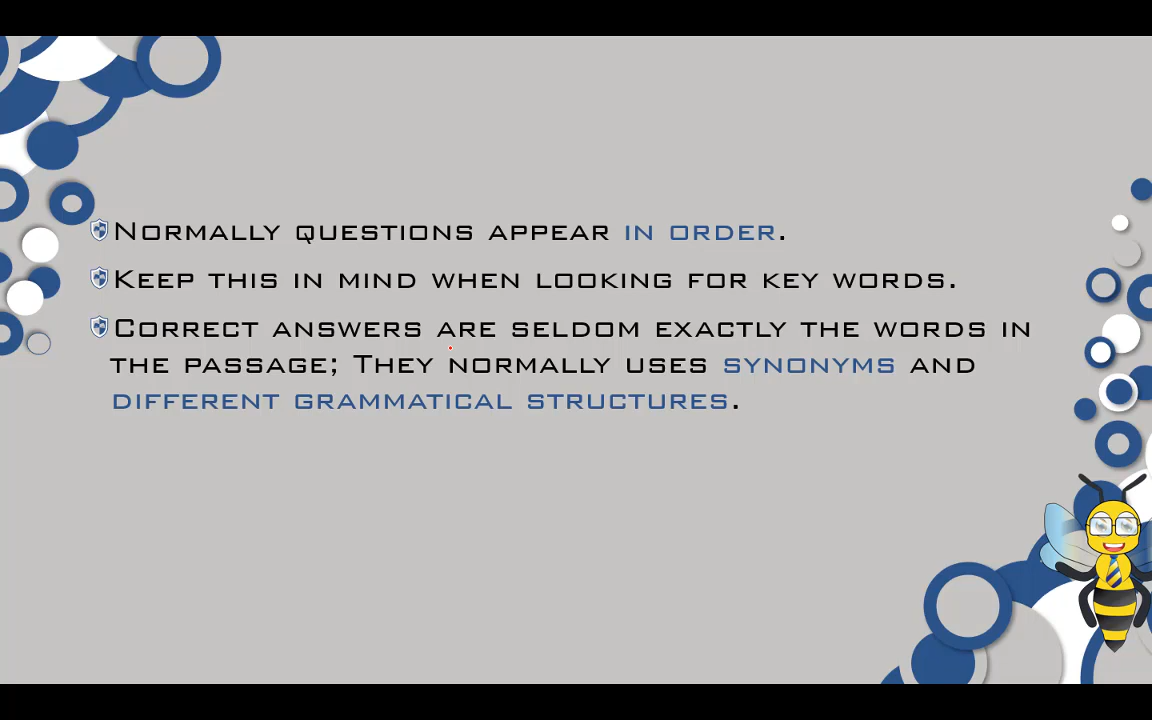 Normally questions appear in order.
Keep this in mind when looking for key words.
Correct answers are seldom exactly the words in
the passage; They normally uses synonyms and
different grammatical structures.